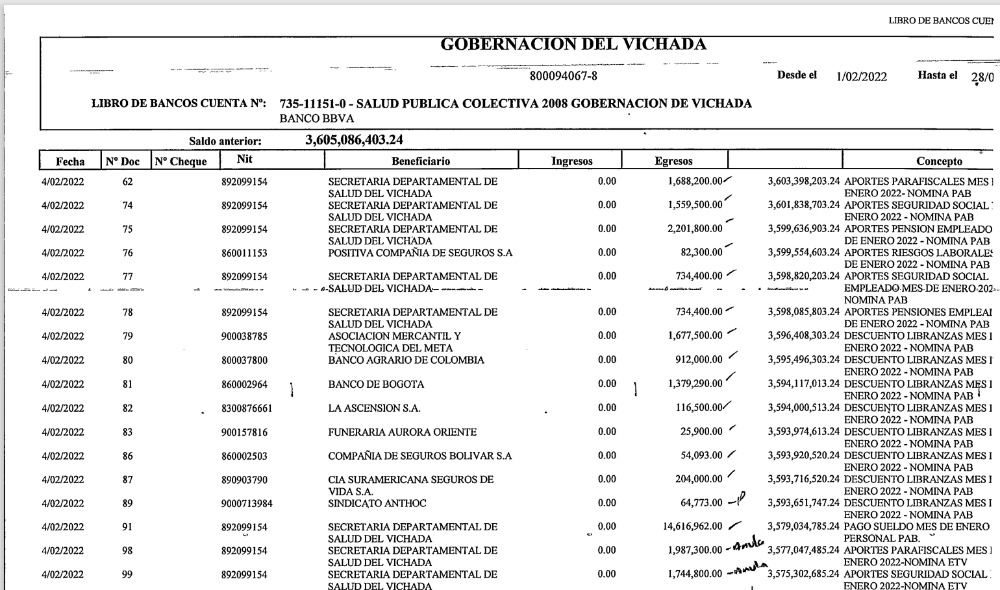 LIBRO DE BANCOS CUEN
GOBERNACION DEL VICHADA
800094067-8 Desde el 1/02/2022 Hasta el 28/0
LIBRO DE BANCOS CUENTA Nº: 735-11151-0 - SALUD PUBLICA COLECTIVA 2008 GOBERNACION DE VICHADA
BANCO BBVA
Saldo anterior: 3,605,086,403.24
Fecha Nº Doc Nº Cheque Nit Beneficiario Ingresos Egresos Concepto
4/02/2022 62 892099154 SECRETARIA DEPARTAMENTAL DE 0.00 1,688,200.00 3,603,398,203.24 APORTES PARAFISCALES MES
SALUD DEL VICHADA ENERO 2022- NOMINA PAB
4/02/2022 74 892099154 SECRETARIA DEPARTAMENTAL DE 0.00 1,559,500.00 3,601,838,703.24 APORTES SEGURIDAD SOCIAL
SALUD DEL VICHADA ENERO 2022 - NOMINA PAB
4/02/2022 75 892099154 SECRETARIA DEPARTAMENTAL DE 0.00 2,201,800.00 3,599,636,903.24 APORTES PENSION EMPLEADO
SALUD DEL VICHADA DE ENERO 2022 - NOMINA PAB
4/02/2022 76 860011153 POSITIVA COMPAÑIA DE SEGUROS S.A 0.00 82,300.00 3,599,554,603.24 APORTES RIESGOS LABORALES
DE ENERO 2022 - NOMINA PAB
4/02/2022 77 892099154 SECRETARIA DEPARTAMENTAL DE 0.00 734,400.00 3,598,820,203.24 APORTES SEGURIDAD SOCIAL
SALUD DEL VICHADA EMPLEADO MES DE ENERO 202
NOMINA PAB
4/02/2022 78 892099154 SECRETARIA DEPARTAMENTAL DE 0.00 734,400.00 3,598,085,803.24 APORTES PENSIONES EMPLEAI
SALUD DEL VICHADA DE ENERO 2022 - NOMINA PAB
4/02/2022 79 900038785 ASOCIACION MERCANTIL Y 0.00 1,677,500.00 3,596,408,303.24 DESCUENTO LIBRANZAS MES
TECNOLOGICA DEL META ENERO 2022 - NOMINA PAB
4/02/2022 80 800037800 BANCO AGRARIO DE COLOMBIA 0.00 912,000.00 3,595,496,303.24 DESCUENTO LIBRANZAS MES
ENERO 2022 - NOMINA PAB
4/02/2022 81 860002964 BANCO DE BOGOTA 0.00 1,379,290.00 3,594,117,013.24 DESCUENTO LIBRANZAS MES
ENERO 2022 - NOMINA PAB
4/02/2022 82 8300876661 LA ASCENSION S.A. 0.00 116,500.00 3,594,000,513.24 DESCUENTO LIBRANZAS MES
ENERO 2022 - NOMINA PAB
4/02/2022 83 900157816 FUNERARIA AURORA ORIENTE 0.00 25,900.00 3,593,974,613.24 DESCUENTO LIBRANZAS MES
ENERO 2022 - NOMINA PAB
4/02/2022 86 860002503 COMPAÑIA DE SEGUROS BOLIVAR S.A 0.00 54,093.00 3,593,920,520.24 DESCUENTO LIBRANZAS MES
ENERO 2022 - NOMINA PAB
4/02/2022 87 890903790 CIA SURAMERICANA SEGUROS DE 0.00 204,000.00 3,593,716,520.24 DESCUENTO LIBRANZAS MES
VIDA S.A. ENERO 2022 - NOMINA PAB
4/02/2022 89 9000713984 SINDICATO ANTHOC 0.00 64,773.00 3,593,651,747.24 DESCUENTO LIBRANZAS MES
ENERO 2022 - NOMINA PAB
4/02/2022 91 892099154 SECRETARIA DEPARTAMENTAL DE 0.00 14,616,962.00 3,579,034,785.24 PAGO SUELDO MES DE ENERO
SALUD DEL VICHADA PERSONAL PAB.
4/02/2022 98 892099154 SECRETARIA DEPARTAMENTAL DE 0.00 1,987,300.00 - Anula 3,577,047,485.24 APORTES PARAFISCALES MES
SALUD DEL VICHADA ENERO 2022-NOMINA ETV
4/02/2022 99 892099154 SECRETARIA DEPARTAMENTAL DE 0.00 1,744,800.00 - Anula 3,575,302,685.24 APORTES SEGURIDAD SOCIAL
SALUD DEL VICHADA ENERO 2022-NOMINA ETV